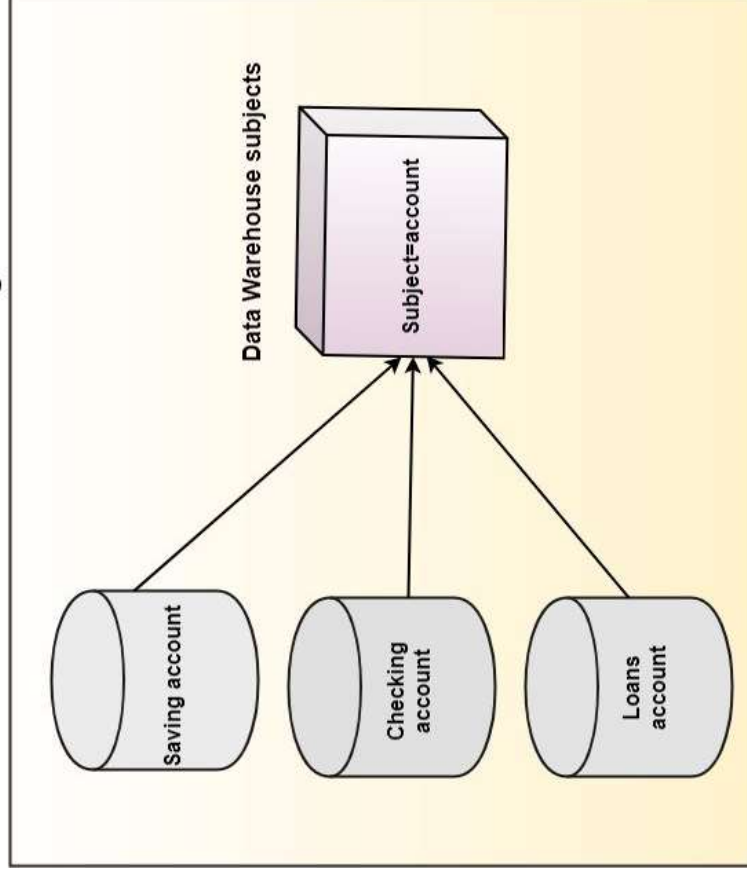 Data Warehouse subjects
Saving account
Checking
account
Loans
account
Subject=account